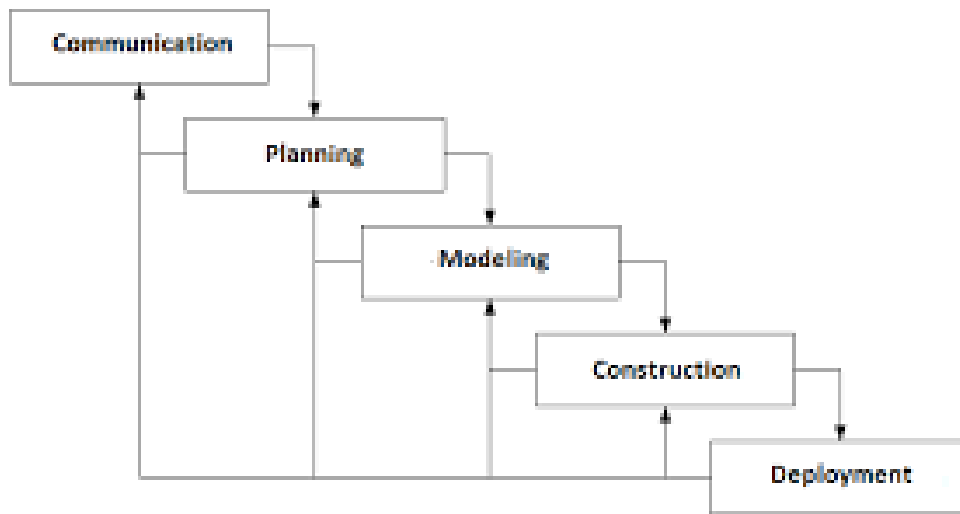 Communication
Planning
Modeling
Construction
Deployment